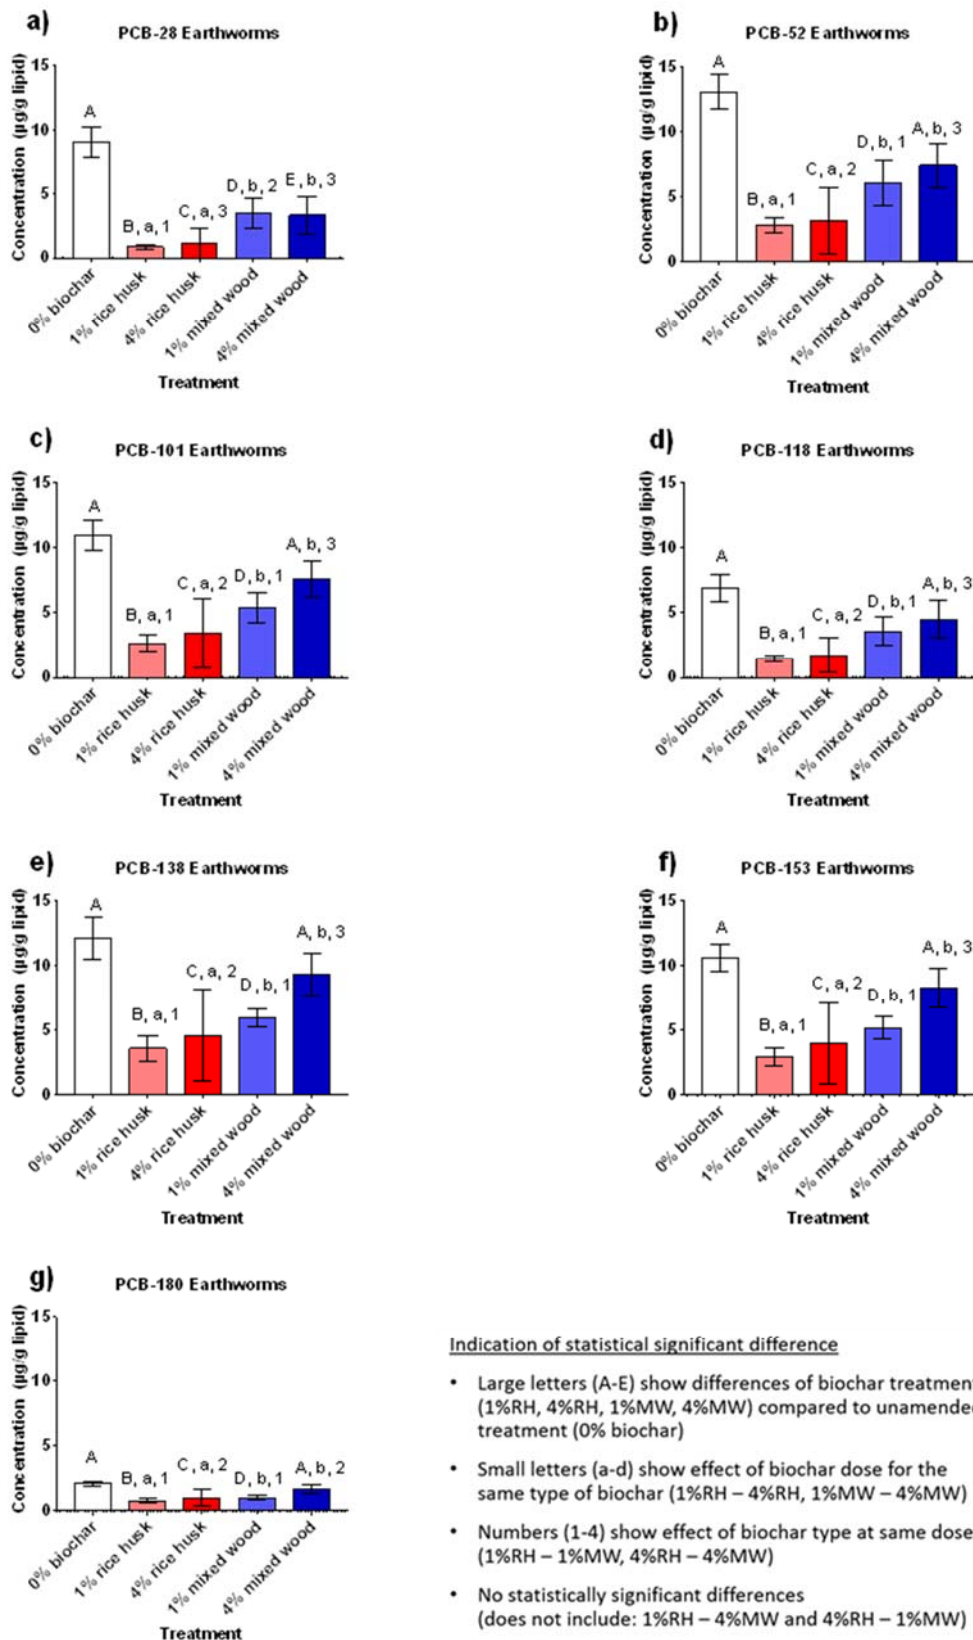 a)
PCB-28 Earthworms
Concentration (µg/g lipid)
15
10
5
0
A
B, a, 1
C, a, 3
D, b, 2
E, b, 3
0% biochar
1% rice husk
4% rice husk
1% mixed wood
4% mixed wood
Treatment
b)
PCB-52 Earthworms
Concentration (µg/g lipid)
15
10
5
0
A
B, a, 1
C, a, 2
D, b, 1
A, b, 3
0% biochar
1% rice husk
4% rice husk
1% mixed wood
4% mixed wood
Treatment
c)
PCB-101 Earthworms
Concentration (µg/g lipid)
15
10
5
0
A
B, a, 1
C, a, 2
D, b, 1
A, b, 3
0% biochar
1% rice husk
4% rice husk
1% mixed wood
4% mixed wood
Treatment
d)
PCB-118 Earthworms
Concentration (µg/g lipid)
15
10
5
0
A
B, a, 1
C, a, 2
D, b, 1
A, b, 3
0% biochar
1% rice husk
4% rice husk
1% mixed wood
4% mixed wood
Treatment
e)
PCB-138 Earthworms
Concentration (µg/g lipid)
15
10
5
0
A
B, a, 1
C, a, 2
D, b, 1
A, b, 3
0% biochar
1% rice husk
4% rice husk
1% mixed wood
4% mixed wood
Treatment
f)
PCB-153 Earthworms
Concentration (µg/g lipid)
15
10
5
0
A
B, a, 1
C, a, 2
D, b, 1
A, b, 3
0% biochar
1% rice husk
4% rice husk
1% mixed wood
4% mixed wood
Treatment
g)
PCB-180 Earthworms
Concentration (µg/g lipid)
15
10
5
0
A
B, a, 1
C, a, 2
D, b, 1
A, b, 2
0% biochar
1% rice husk
4% rice husk
1% mixed wood
4% mixed wood
Treatment
Indication of statistical significant difference
• Large letters (A-E) show differences of biochar treatment
(1%RH, 4%RH, 1%MW, 4%MW) compared to unamended
treatment (0% biochar)
• Small letters (a-d) show effect of biochar dose for the
same type of biochar (1%RH – 4%RH, 1%MW – 4%MW)
• Numbers (1-4) show effect of biochar type at same dose
(1%RH – 1%MW, 4%RH – 4%MW)
• No statistically significant differences
(does not include: 1%RH – 4%MW and 4%RH – 1%MW)